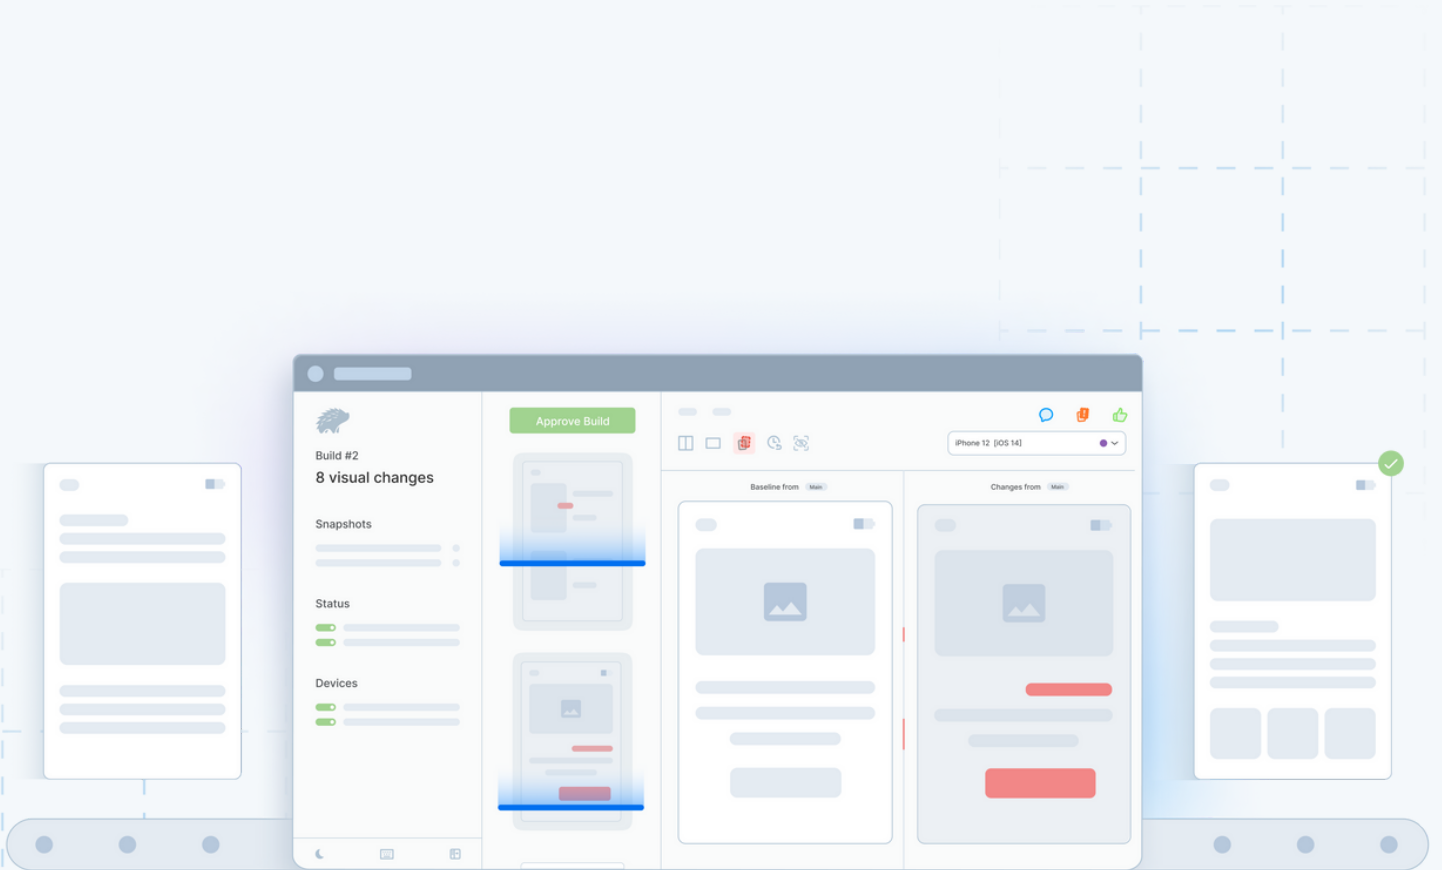 Build #2
8 visual changes
Snapshots
Status
Devices
Approve Build
iPhone 12 [iOS 14]
Baseline from Main
Changes from Main